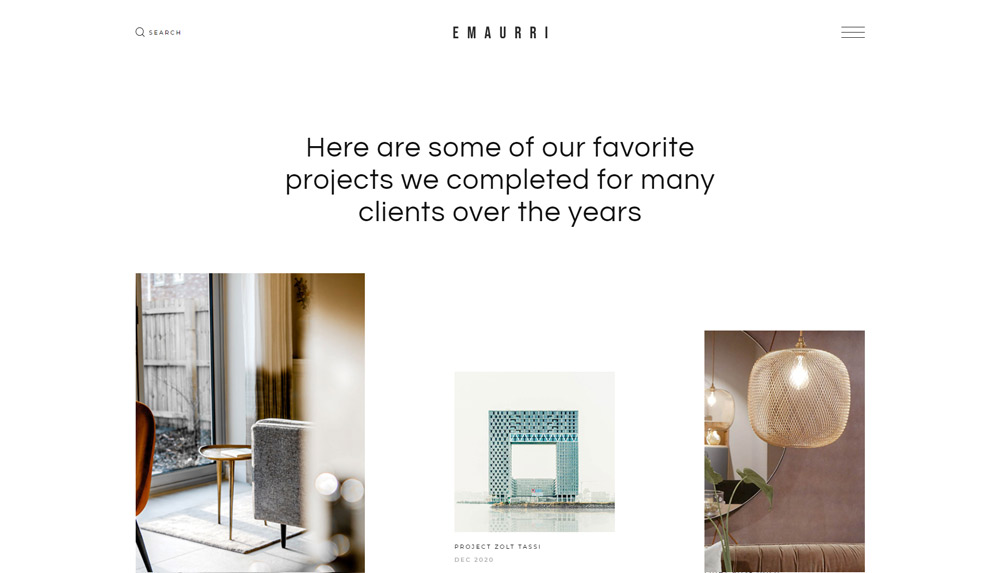 SEARCH
EMAURRI
Here are some of our favorite
projects we completed for many
clients over the years
PROJECT ZOLT TASSI
DEC 2020